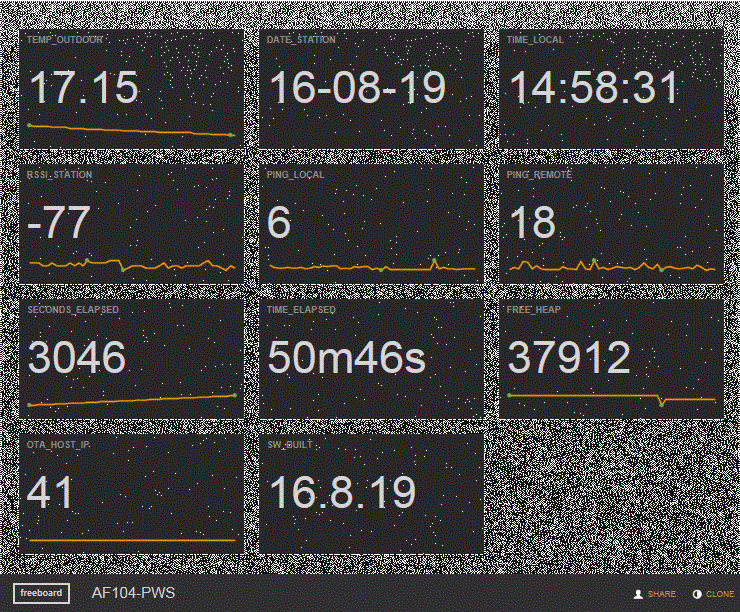 TEMP_OUTDOOR
17.15
DATE_STATION
16-08-19
TIME_LOCAL
14:58:31
RSSI_STATION
-77
PING_LOCAL
6
PING_REMOTE
18
SECONDS_ELAPSED
3046
TIME_ELAPSED
50m46s
FREE_HEAP
37912
OTA_HOST_IP
41
SW_BUILT
16.8.19
freeboard AF104-PWS SHARE CLONE